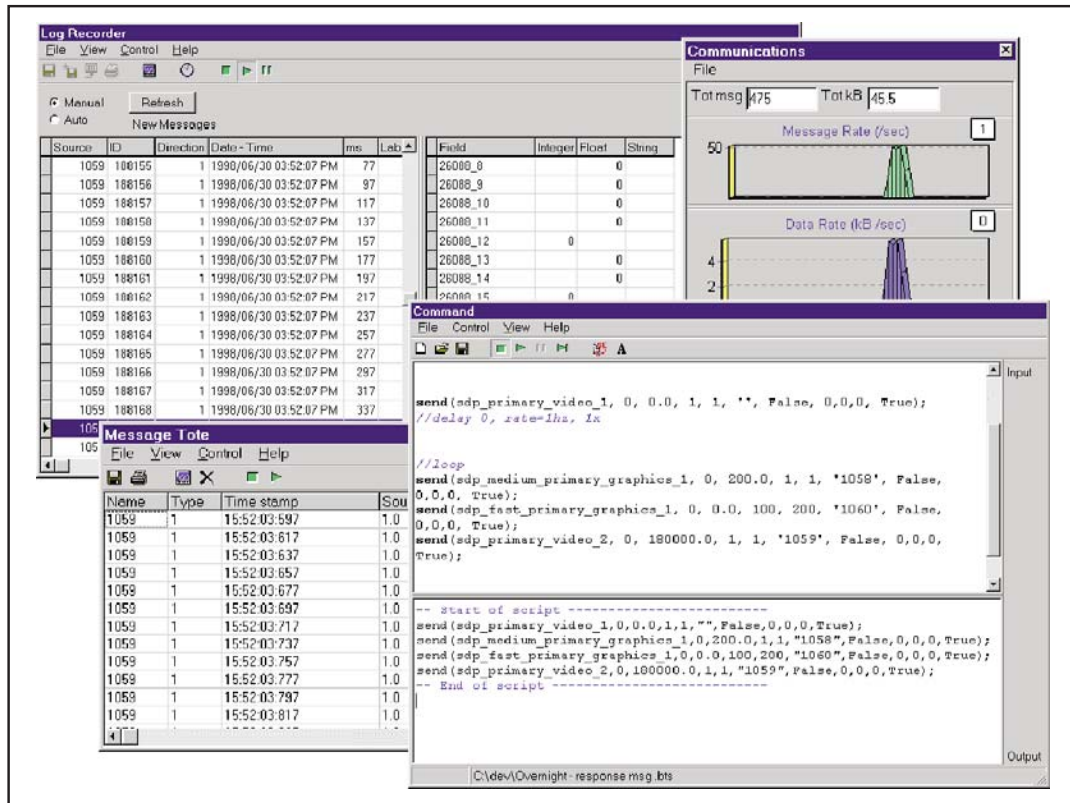 Log Recorder
File View Control Help
Manual Refresh
Auto New Messages
Source ID Direction Date - Time ms Lab
1059 188155 1 1998/06/30 03:52:07 PM 77
1059 188156 1 1998/06/30 03:52:07 PM 97
1059 188157 1 1998/06/30 03:52:07 PM 117
1059 188158 1 1998/06/30 03:52:07 PM 137
1059 188159 1 1998/06/30 03:52:07 PM 157
1059 188160 1 1998/06/30 03:52:07 PM 177
1059 188161 1 1998/06/30 03:52:07 PM 197
1059 188162 1 1998/06/30 03:52:07 PM 217
1059 188163 1 1998/06/30 03:52:07 PM 237
1059 188164 1 1998/06/30 03:52:07 PM 257
1059 188165 1 1998/06/30 03:52:07 PM 277
1059 188166 1 1998/06/30 03:52:07 PM 297
1059 188167 1 1998/06/30 03:52:07 PM 317
1059 188168 1 1998/06/30 03:52:07 PM 337
105
105
Field Integer Float String
26088_8 0
26088_9 0
26088_10 0
26088_11 0
26088_12 0
26088_13 0
26088_14 0
26088_15 0
Communications
File
Tot msg 475 Tot kB 45.5
Message Rate (/sec) 1
50
Data Rate (kB /sec) 0
4
2
Message Tote
File View Control Help
Name Type Time stamp Sou
1059 1 15:52:03:597 1.0
1059 1 15:52:03:617 1.0
1059 1 15:52:03:637 1.0
1059 1 15:52:03:657 1.0
1059 1 15:52:03:677 1.0
1059 1 15:52:03:697 1.0
1059 1 15:52:03:717 1.0
1059 1 15:52:03:737 1.0
1059 1 15:52:03:757 1.0
1059 1 15:52:03:777 1.0
1059 1 15:52:03:797 1.0
1059 1 15:52:03:817 1.0
Command
File Control View Help
A
Input
send(sdp_primary_video_1, 0, 0.0, 1, 1, "", False, 0,0,0, True);
//delay 0, rate=1hz, 1x
//loop
send(sdp_medium_primary_graphics_1, 0, 200.0, 1, 1, "1058", False,
0,0,0, True);
send(sdp_fast_primary_graphics_1, 0, 0.0, 100, 200, "1060", False,
0,0,0, True);
send(sdp_primary_video_2, 0, 180000.0, 1, 1, "1059", False, 0,0,0,
True);
-- Start of script -------------------------
send(sdp_primary_video_1,0,0.0,1,1,"",False,0,0,0,True);
send(sdp_medium_primary_graphics_1,0,200.0,1,1,"1058",False,0,0,0,True);
send(sdp_fast_primary_graphics_1,0,0.0,100,200,"1060",False,0,0,0,True);
send(sdp_primary_video_2,0,180000.0,1,1,"1059",False,0,0,0,True);
-- End of script ---------------------------
Output
C:\dev\Overnight - response msg .bts